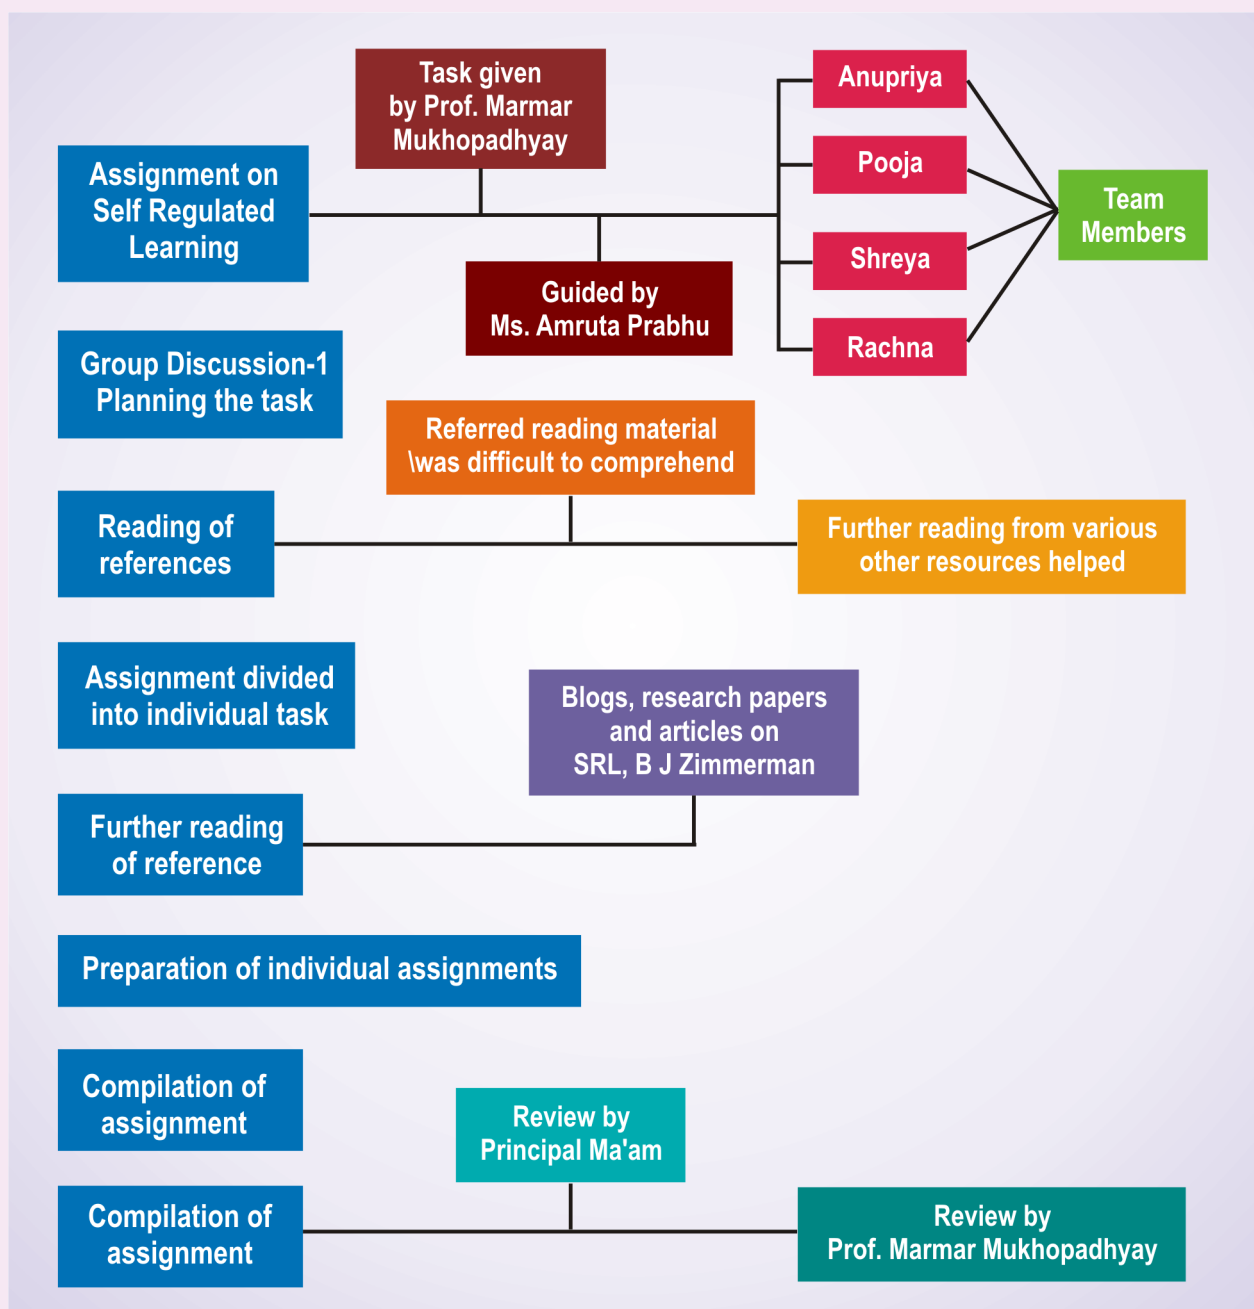 Task given
by Prof. Marmar
Mukhopadhyay
Anupriya
Pooja
Shreya
Rachna
Team
Members
Assignment on
Self Regulated
Learning
Guided by
Ms. Amruta Prabhu
Group Discussion-1
Planning the task
Referred reading material
\was difficult to comprehend
Reading of
references
Further reading from various
other resources helped
Assignment divided
into individual task
Blogs, research papers
and articles on
SRL, B J Zimmerman
Further reading
of reference
Preparation of individual assignments
Compilation of
assignment
Review by
Principal Ma'am
Compilation of
assignment
Review by
Prof. Marmar Mukhopadhyay